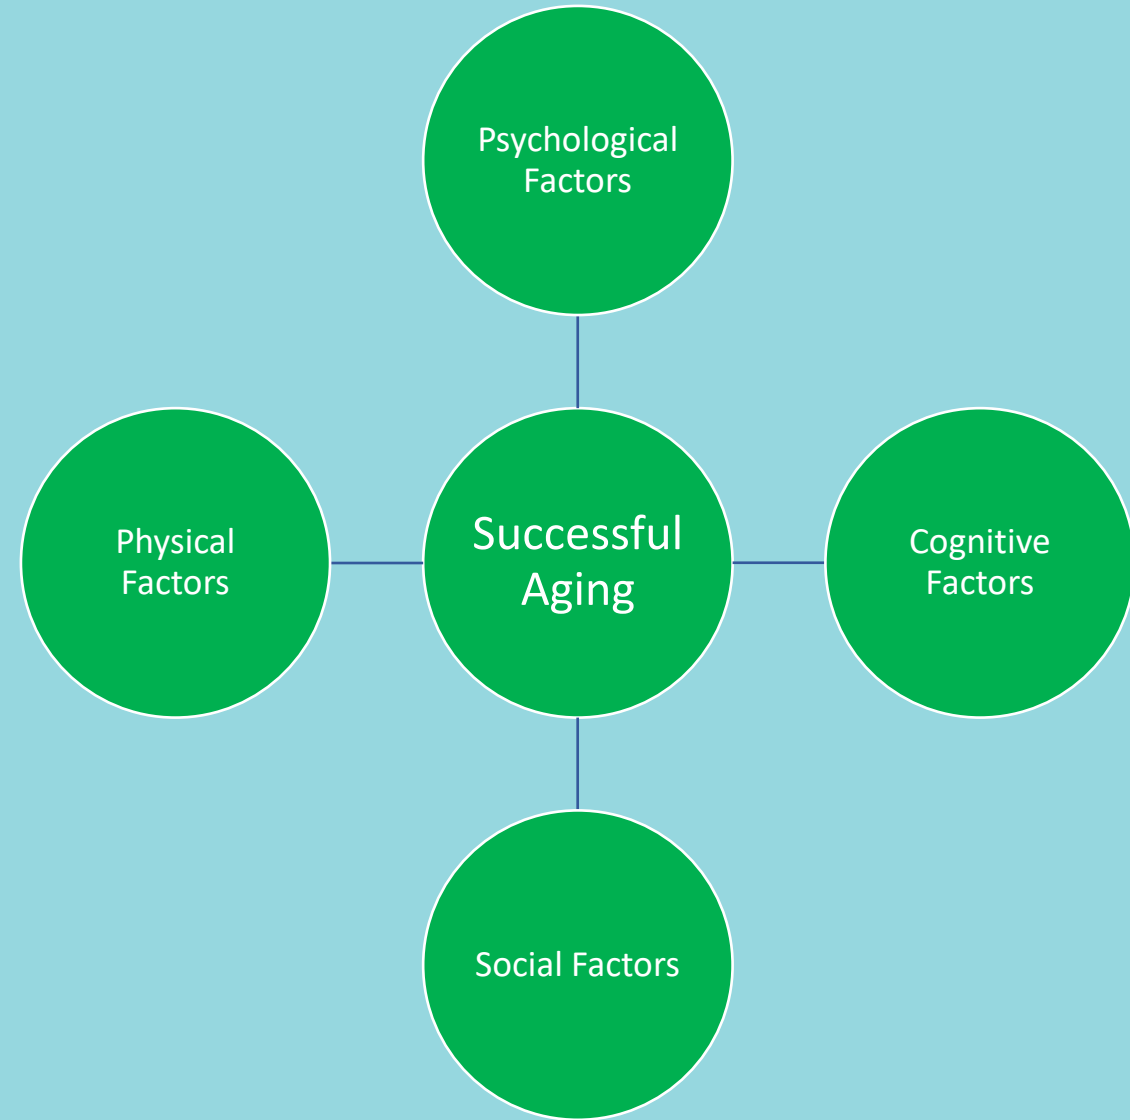 Psychological
Factors
Physical
Factors
Successful
Aging
Cognitive
Factors
Social Factors